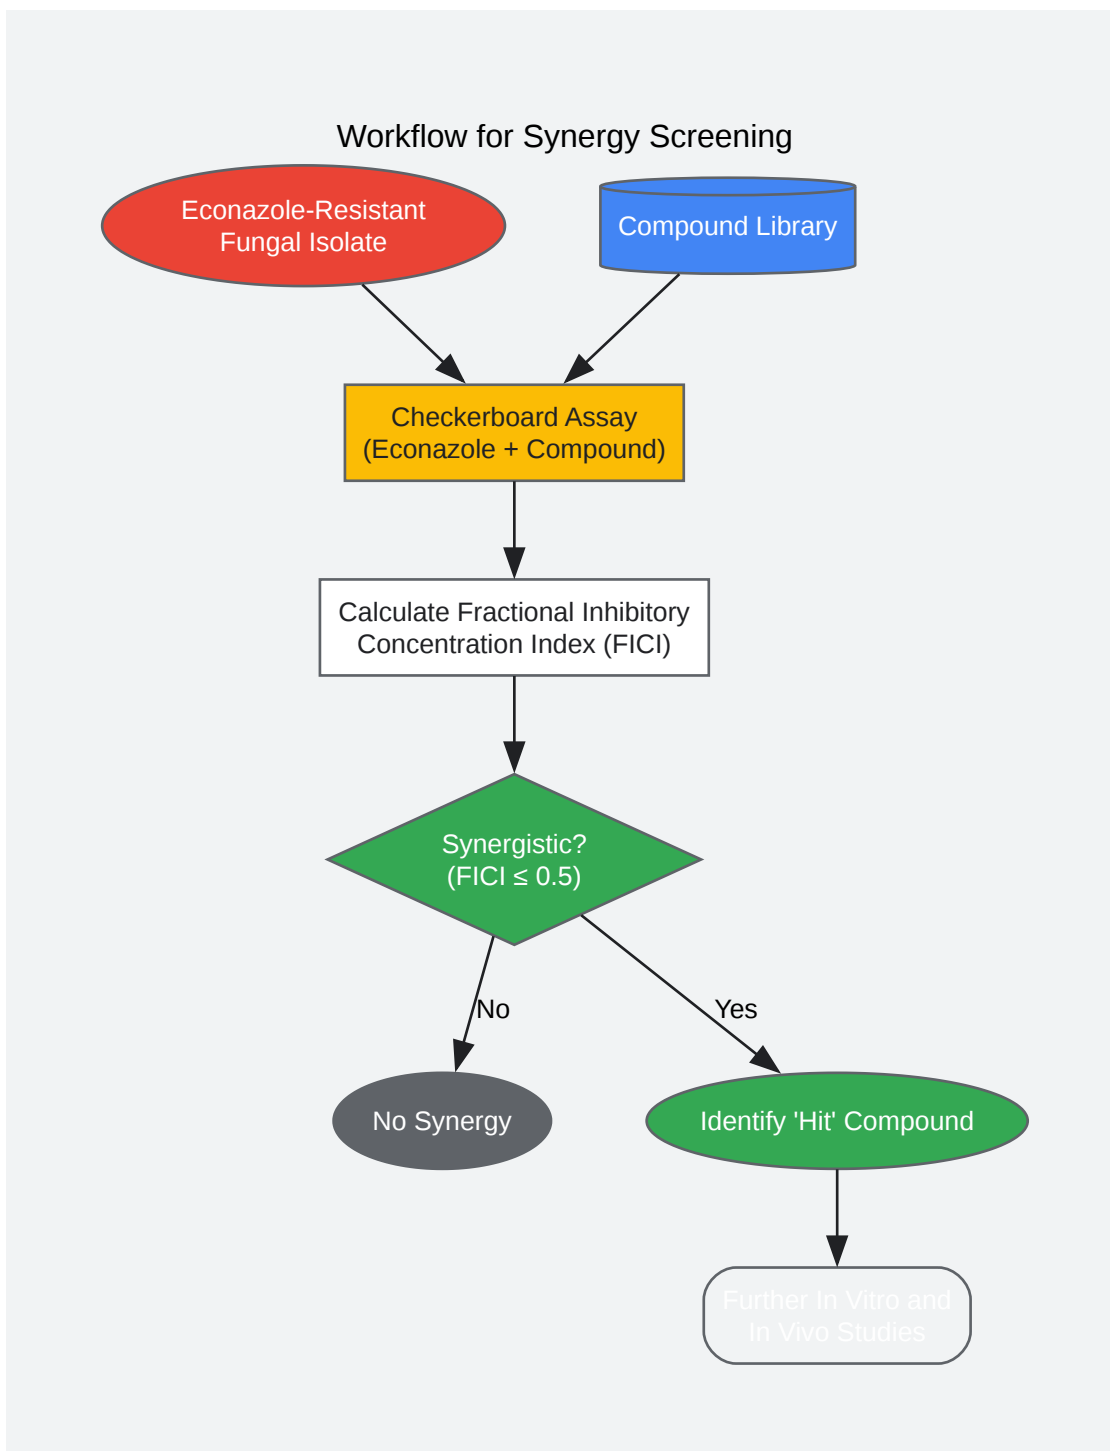 Workflow for Synergy Screening
Econazole-Resistant
Fungal Isolate
Compound Library
Checkerboard Assay
(Econazole + Compound)
Calculate Fractional Inhibitory
Concentration Index (FICI)
Synergistic?
(FICI ≤ 0.5)
No
Yes
No Synergy
Identify 'Hit' Compound
Further In Vitro and
In Vivo Studies